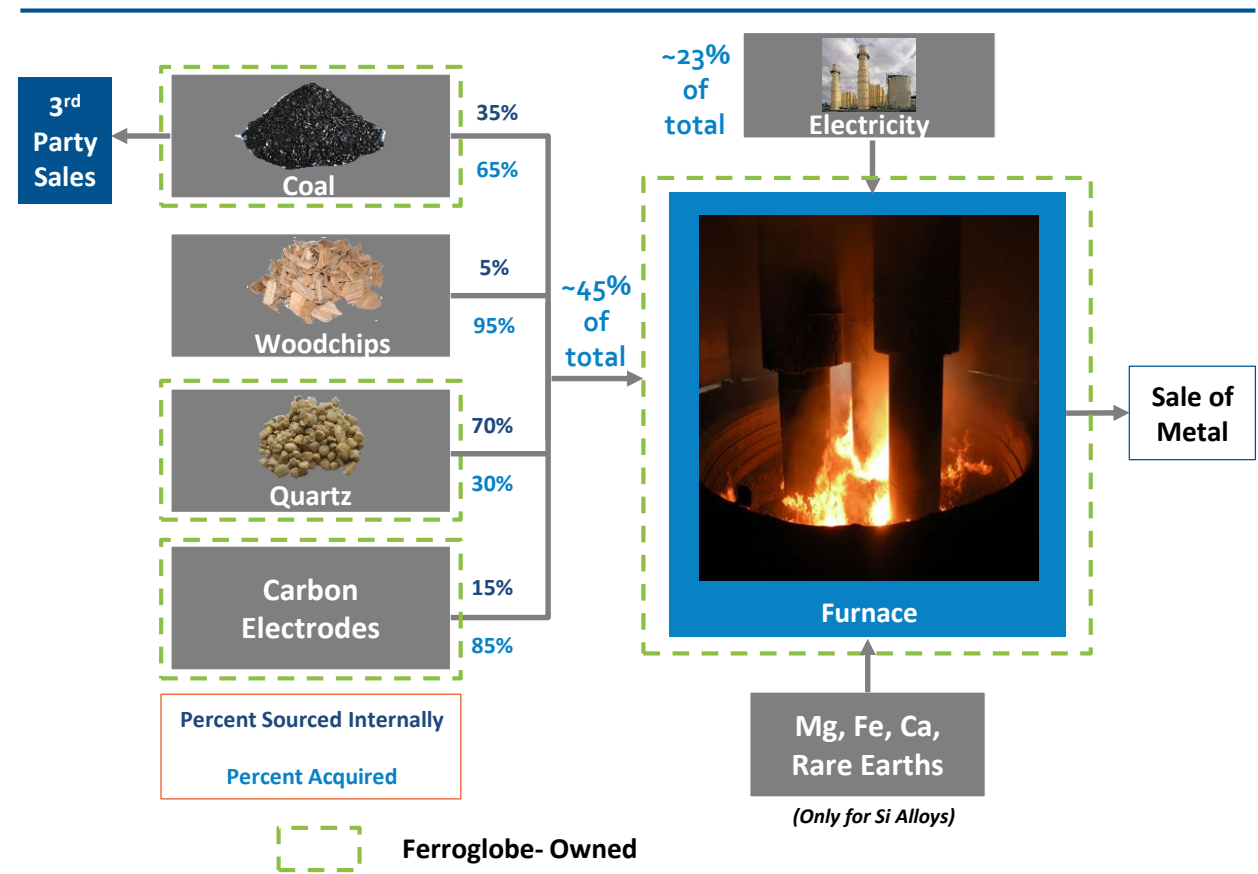 3rd
Party
Sales
Coal
35%
65%
Woodchips
5%
95%
Quartz
70%
30%
Carbon
Electrodes
15%
85%
~45%
of
total
~23%
of
total
Electricity
Furnace
Sale of
Metal
Mg, Fe, Ca,
Rare Earths
(Only for Si Alloys)
Percent Sourced Internally
Percent Acquired
Ferroglobe- Owned